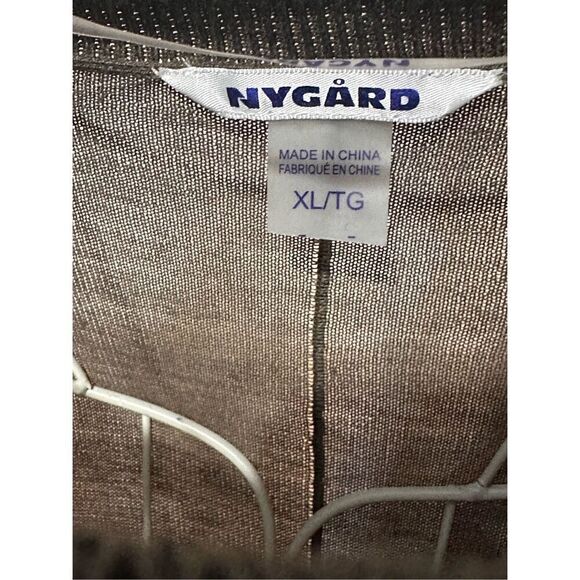 NYGÅRD
MADE IN CHINA
FABRIQUÉ EN CHINE
XL/TG